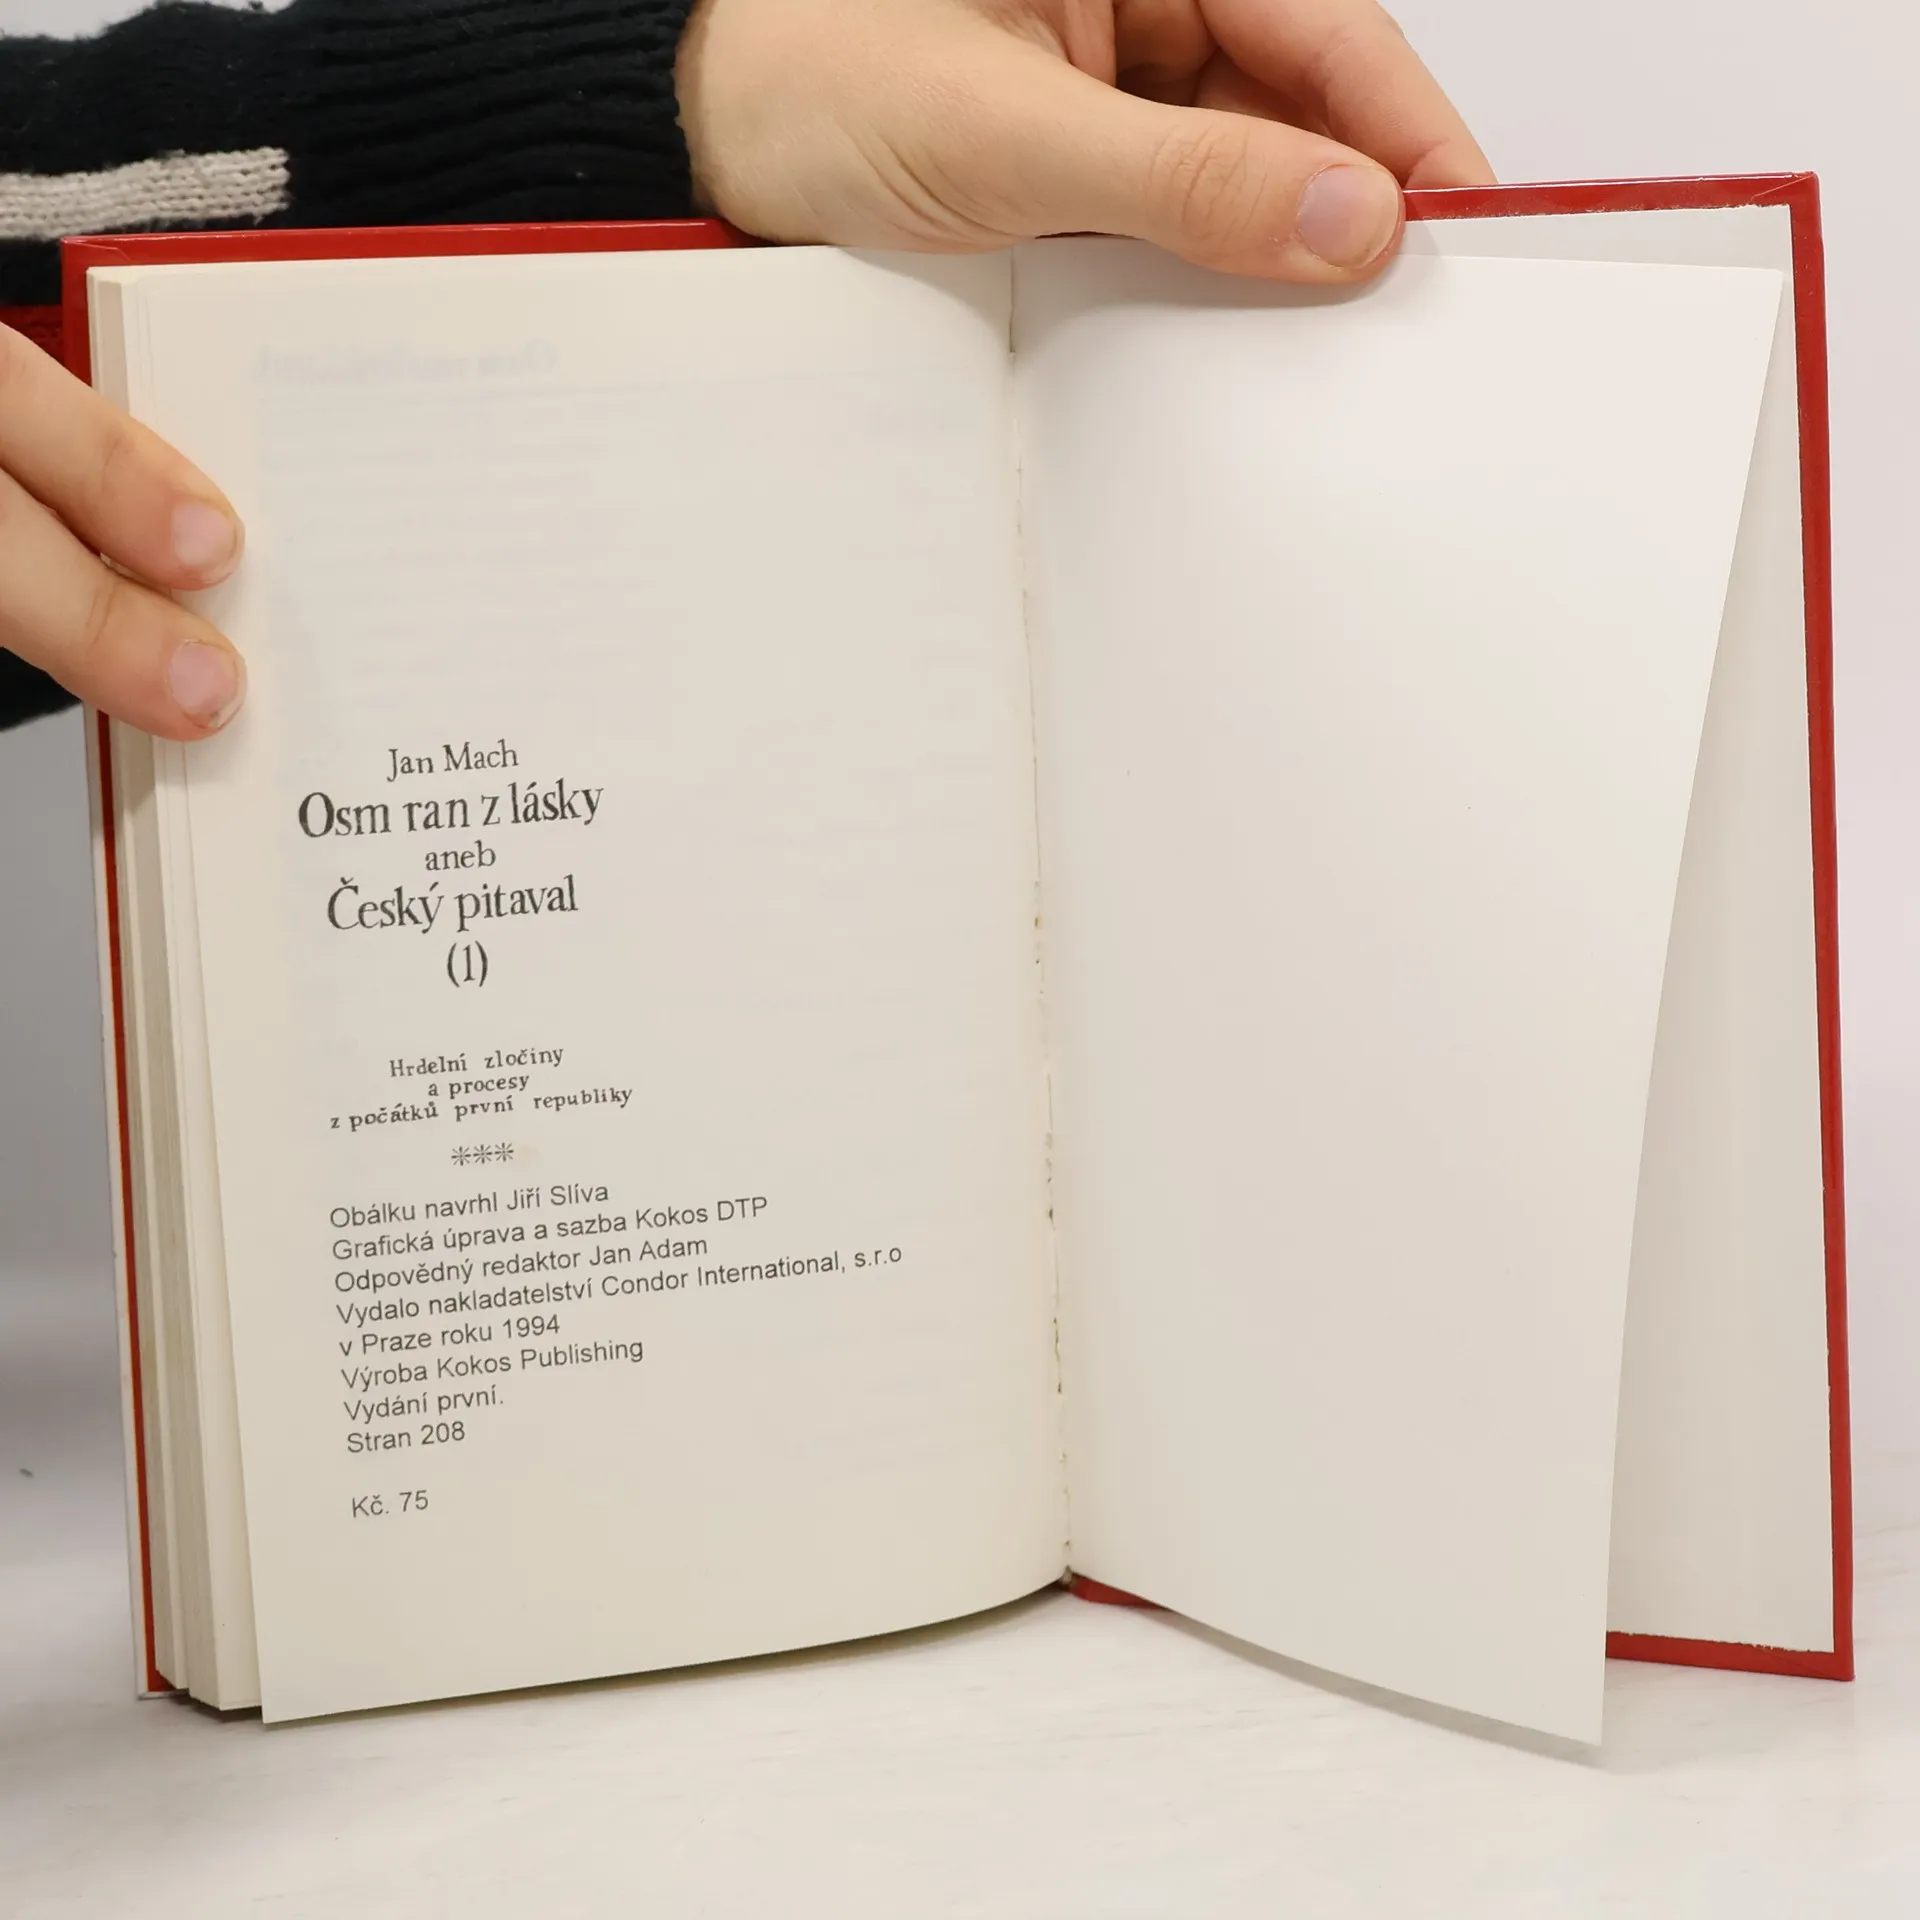 Jan Mach
Osm ran z lásky
aneb
Český pitaval
(1)
Hrdelní zločiny
a procesy
z počátků první republiky
***
Obálku navrhl Jiří Slíva
Grafická úprava a sazba Kokos DTP
Odpovědný redaktor Jan Adam
Vydalo nakladatelství Condor International, s.r.o
v Praze roku 1994
Výroba Kokos Publishing
Vydání první.
Stran 208
Kč. 75